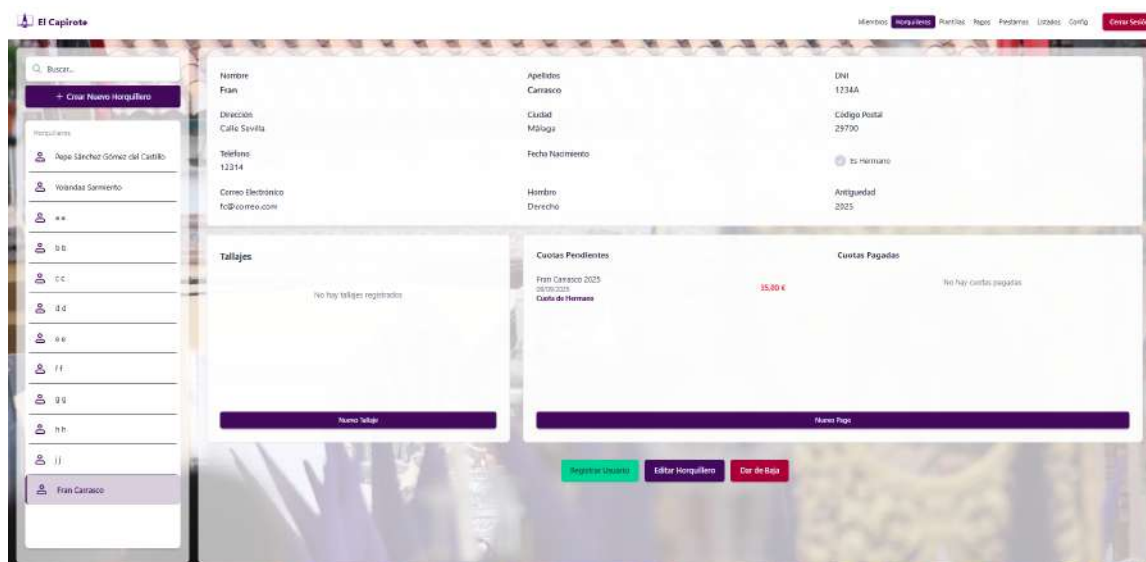 El Capirote
Miembros Horquilleros Plantillas Pagos Préstamos Listados Config Cerrar Sesión
Buscar...
+ Crear Nuevo Horquillero
Horquilleros
Pepe Sánchez Gómez del Castillo
Yolandaa Sarmiento
a a
b b
c c
d d
e e
f f
g g
h h
j j
Fran Carrasco
Nombre Apellidos DNI
Fran Carrasco 1234A
Dirección Ciudad Código Postal
Calle Sevilla Málaga 29700
Teléfono Fecha Nacimiento Es Hermano
12314
Correo Electrónico Hombro Antiguedad
fc@correo.com Derecho 2025
Tallajes
No hay tallajes registrados
Nuevo Tallaje
Cuotas Pendientes Cuotas Pagadas
Fran Carrasco 2025
35,00 €
Cuota de Hermano
No hay cuotas pagadas
Nuevo Pago
Registrar Usuario Editar Horquillero Dar de Baja